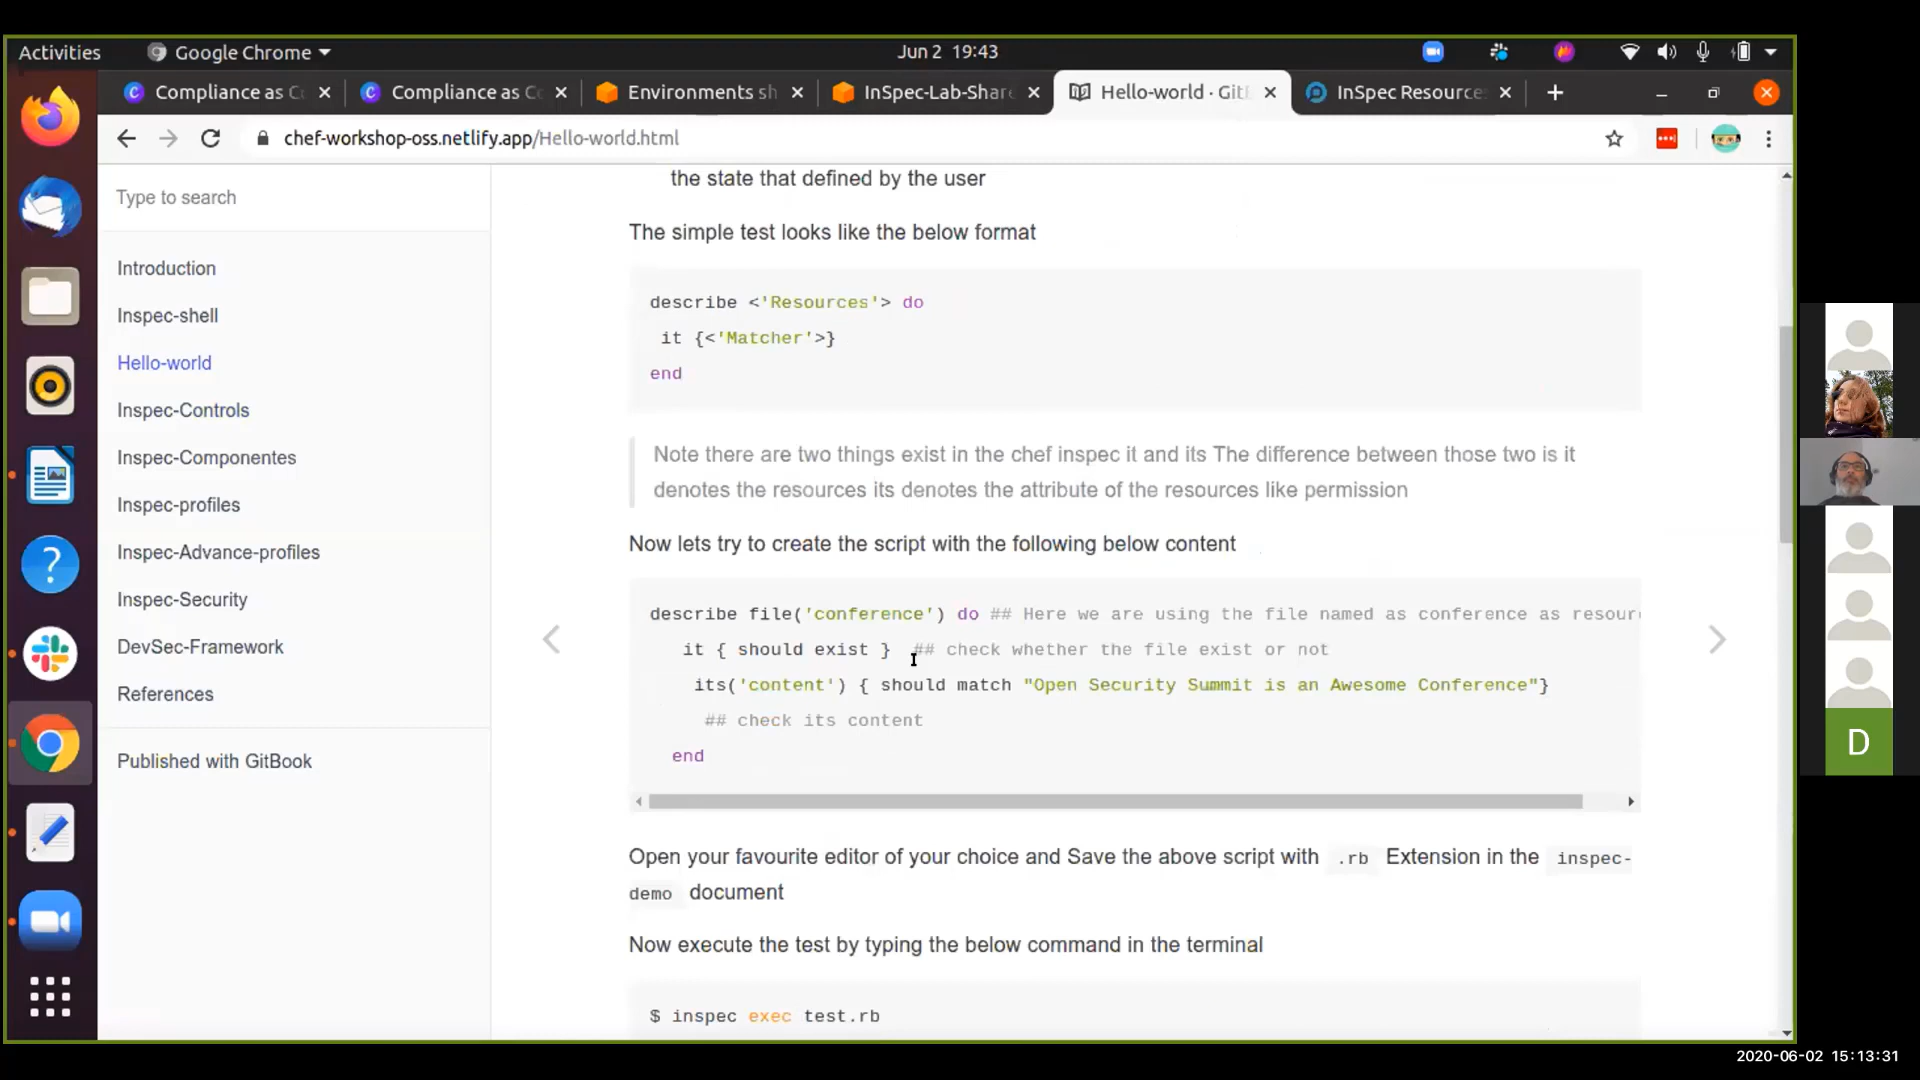 Activities
Google Chrome
Jun 2 19:43
Compliance as C
Compliance as Co
Environments sh
InSpec-Lab-Share
Hello-world · Git
InSpec Resource
chef-workshop-oss.netlify.app/Hello-world.html
Type to search
Introduction
Inspec-shell
Hello-world
Inspec-Controls
Inspec-Componentes
Inspec-profiles
Inspec-Advance-profiles
Inspec-Security
DevSec-Framework
References
Published with GitBook
the state that defined by the user
The simple test looks like the below format
describe <'Resources'> do
it {<'Matcher'>}
end
Note there are two things exist in the chef inspec it and its The difference between those two is it
denotes the resources its denotes the attribute of the resources like permission
Now lets try to create the script with the following below content
describe file('conference') do ## Here we are using the file named as conference as resour
it { should exist } ## check whether the file exist or not
its('content') { should match "Open Security Summit is an Awesome Conference"}
## check its content
end
Open your favourite editor of your choice and Save the above script with .rb Extension in the inspec-
demo document
Now execute the test by typing the below command in the terminal
$ inspec exec test.rb
D
2020-06-02 15:13:31